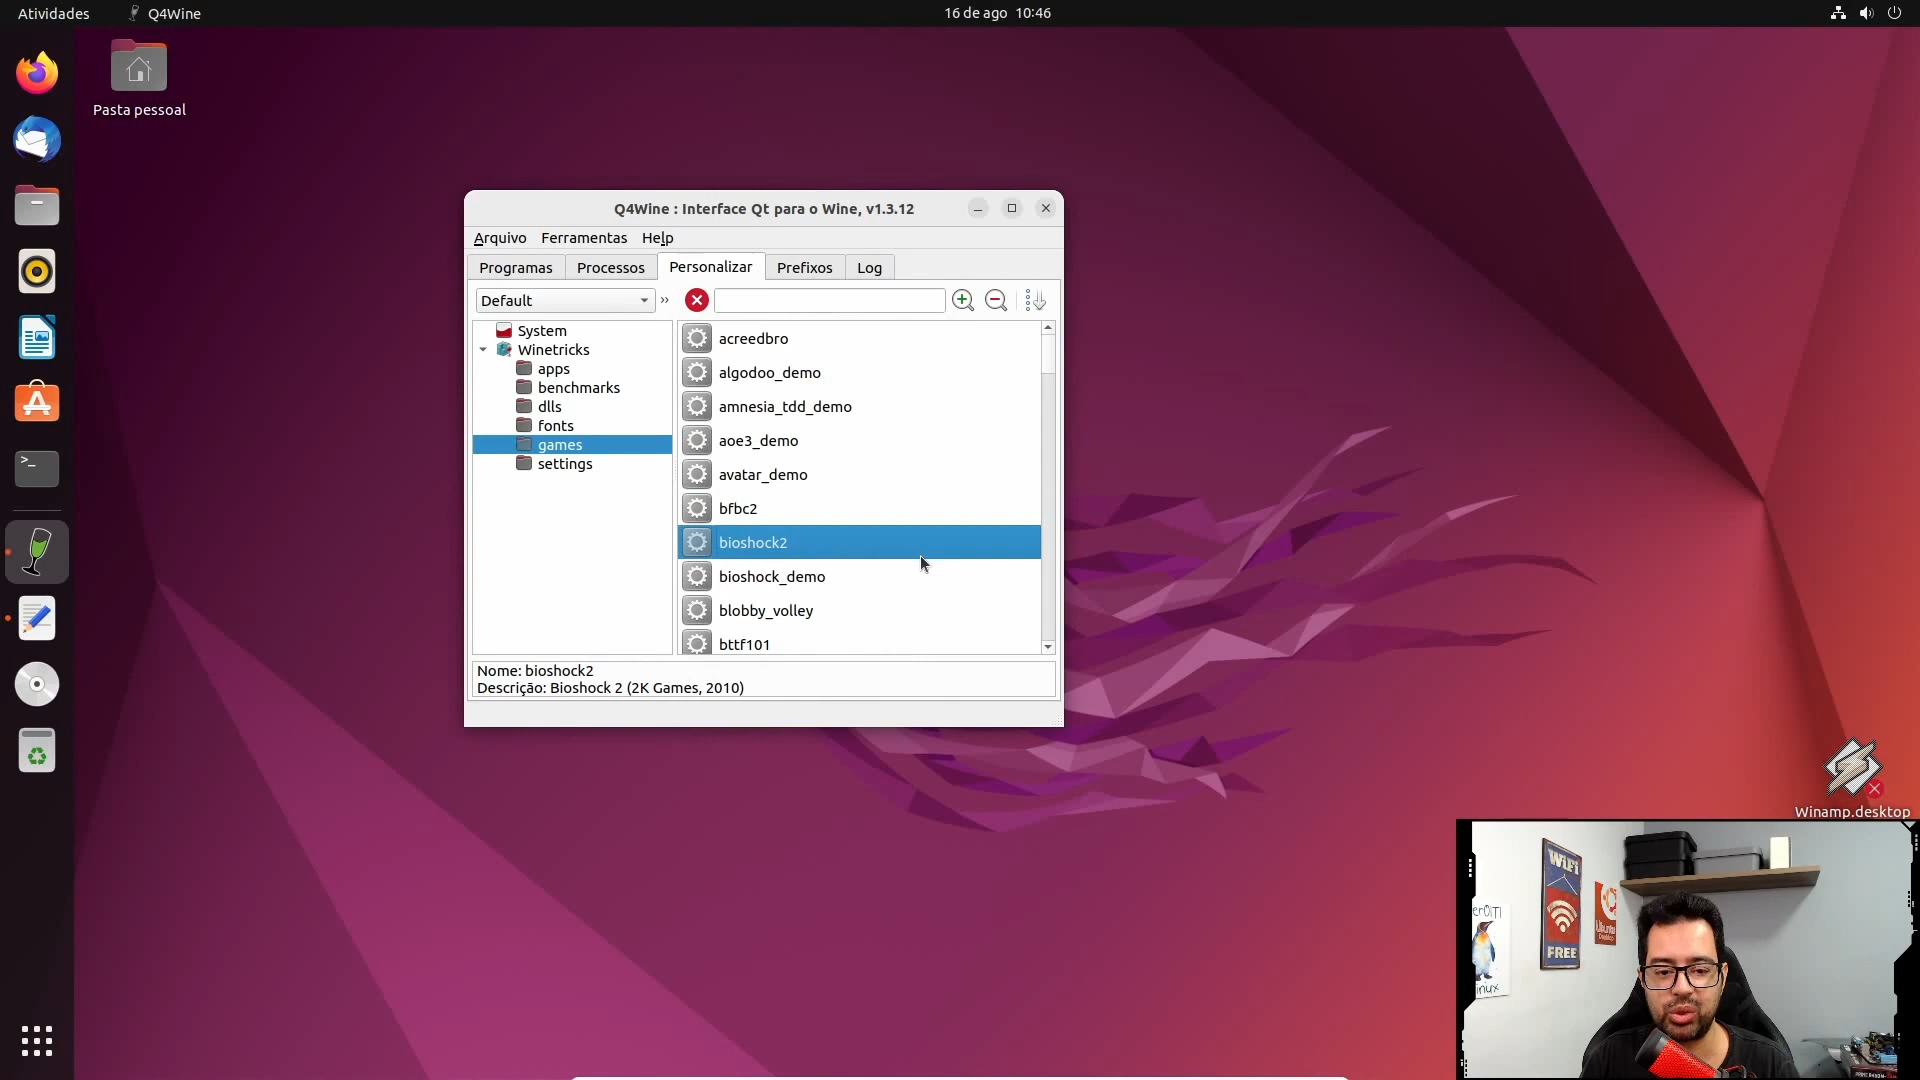 Atividades
Q4Wine
16 de ago 10:46
Pasta pessoal
Q4Wine : Interface Qt para o Wine, v1.3.12
Arquivo Ferramentas Help
Programas Processos Personalizar Prefixos Log
Default
»
System
Winetricks
apps
benchmarks
dlls
fonts
games
settings
acreedbro
algodoo_demo
amnesia_tdd_demo
aoe3_demo
avatar_demo
bfbc2
bioshock2
bioshock_demo
blobby_volley
bttf101
Nome: bioshock2
Descrição: Bioshock 2 (2K Games, 2010)
Winamp.desktop
WiFi
FREE
Ubuntu